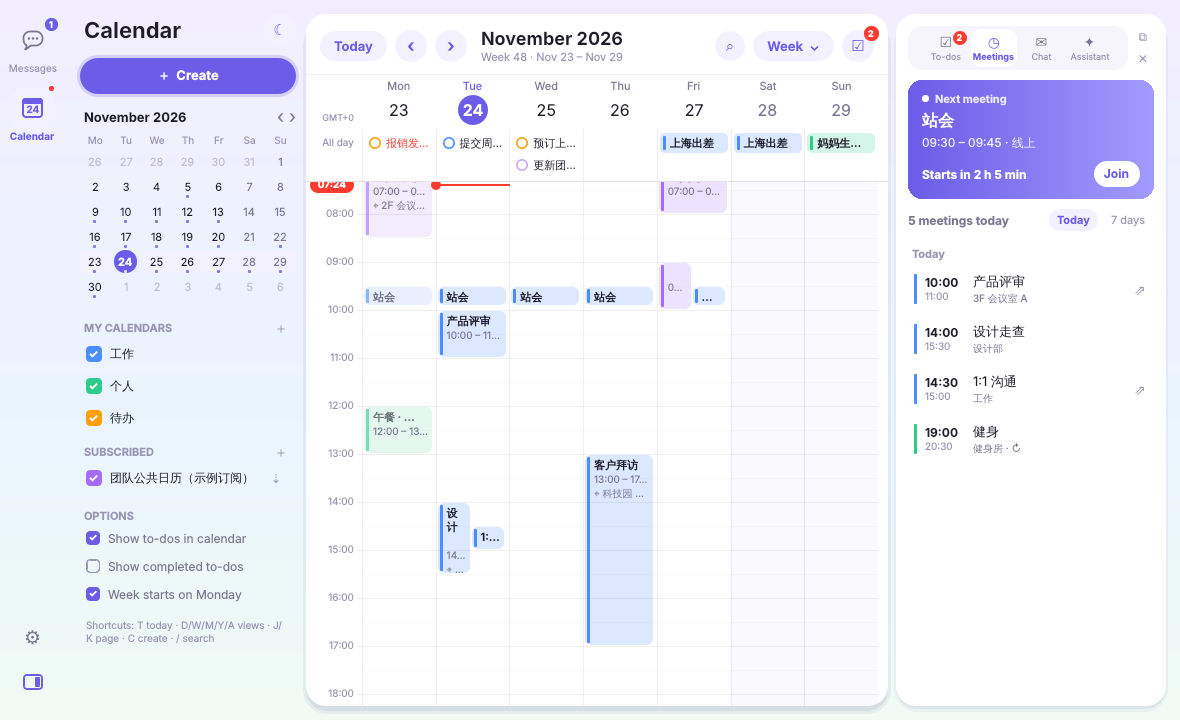 1
Messages
24
Calendar
Calendar
+ Create
November 2026
Mo Tu We Th Fr Sa Su
26 27 28 29 30 31 1
2 3 4 5 6 7 8
9 10 11 12 13 14 15
16 17 18 19 20 21 22
23 24 25 26 27 28 29
30 1 2 3 4 5 6
MY CALENDARS +
工作
个人
待办
SUBSCRIBED +
团队公共日历（示例订阅）
OPTIONS
Show to-dos in calendar
Show completed to-dos
Week starts on Monday
Shortcuts: T today · D/W/M/Y/A views · J/
K page · C create · / search
Today
November 2026
Week 48 · Nov 23 – Nov 29
Week
2
Mon Tue Wed Thu Fri Sat Sun
GMT+0 23 24 25 26 27 28 29
All day
报销发…
提交周…
预订上…
更新团…
上海出差
上海出差
妈妈生…
07:24
08:00
09:00
10:00
11:00
12:00
13:00
14:00
15:00
16:00
17:00
18:00
07:00 – 0…
2F 会议…
站会
午餐 · …
12:00 – 13…
站会
产品评审
10:00 – 11…
设
计
14…
1:…
站会
站会
客户拜访
13:00 – 17…
科技园 …
07:00 – 0…
0…
…
To-dos
2
Meetings
Chat
Assistant
Next meeting
站会
09:30 – 09:45 · 线上
Starts in 2 h 5 min
Join
5 meetings today
Today
7 days
Today
10:00 产品评审
11:00 3F 会议室 A
14:00 设计走查
15:30 设计部
14:30 1:1 沟通
15:00 工作
19:00 健身
20:30 健身房 ·